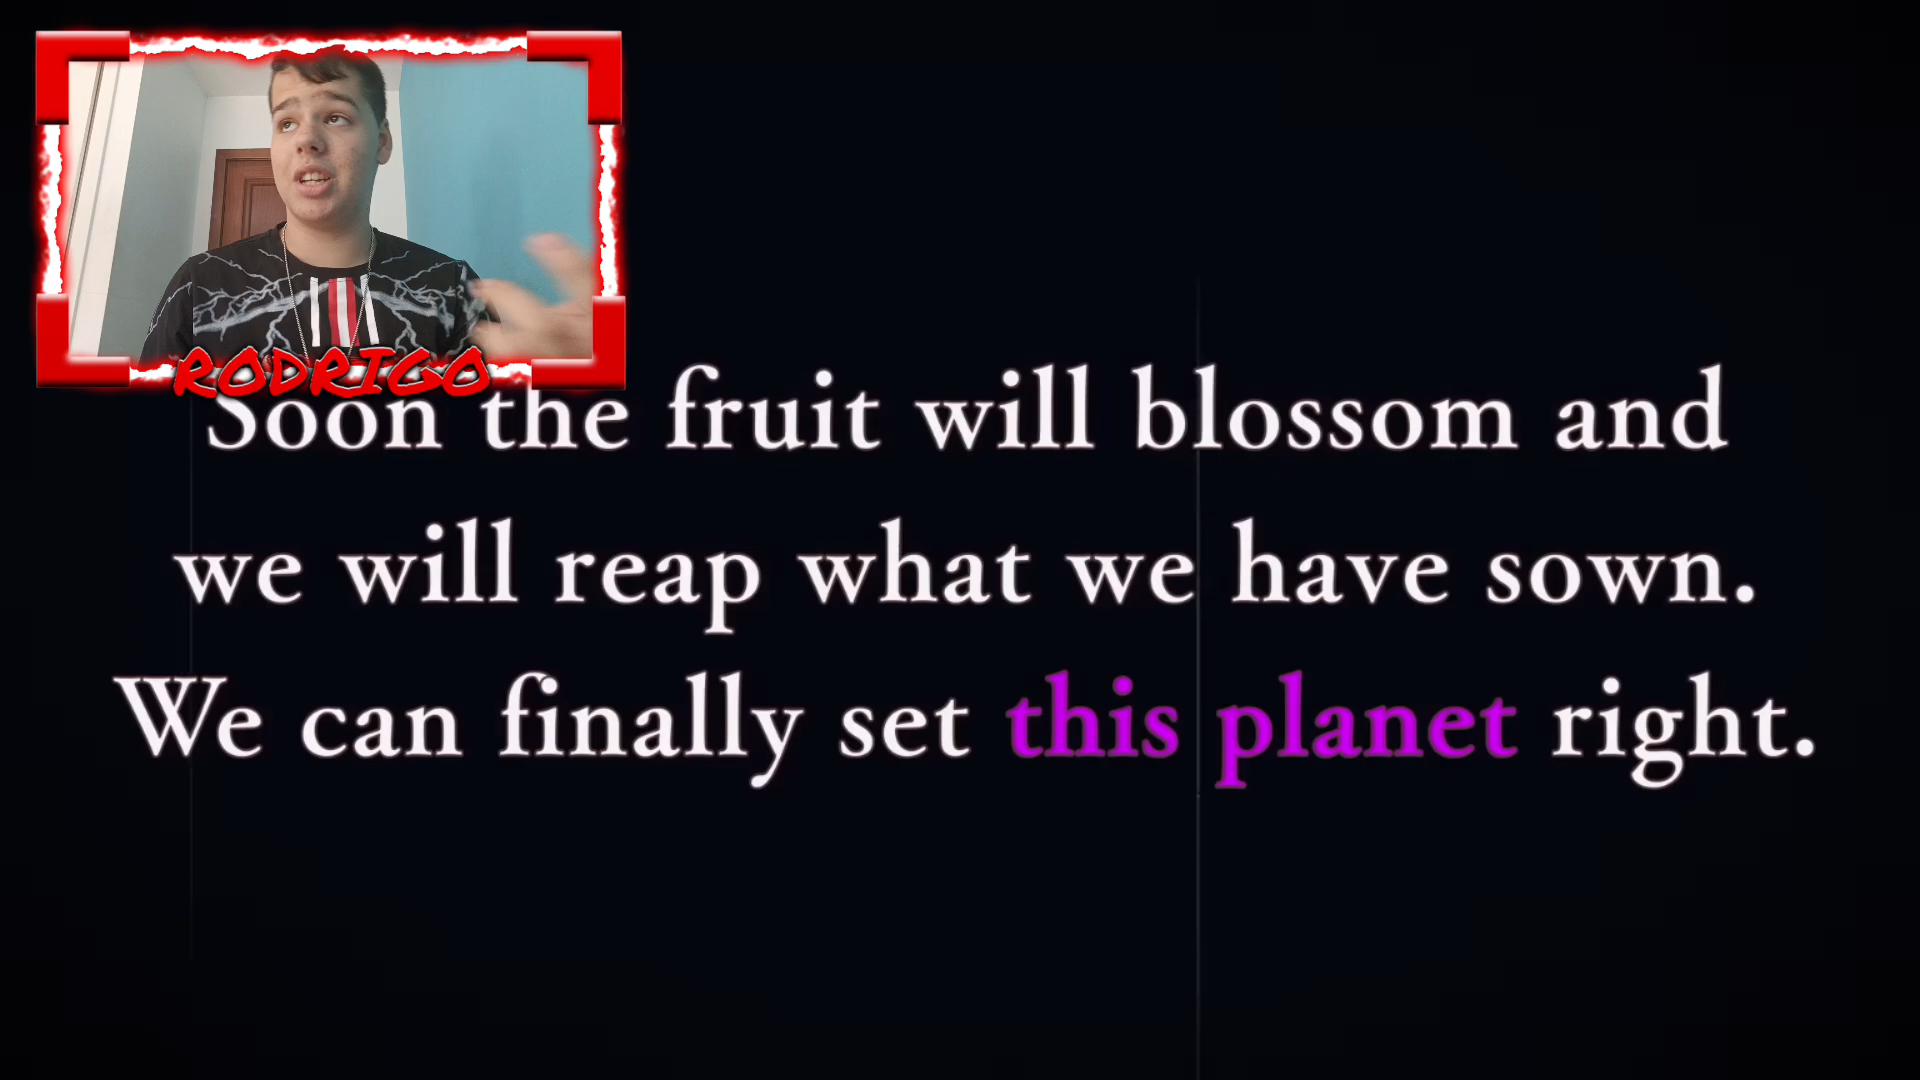 RODRIGO
Soon the fruit will blossom and
we will reap what we have sown.
We can finally set this planet right.